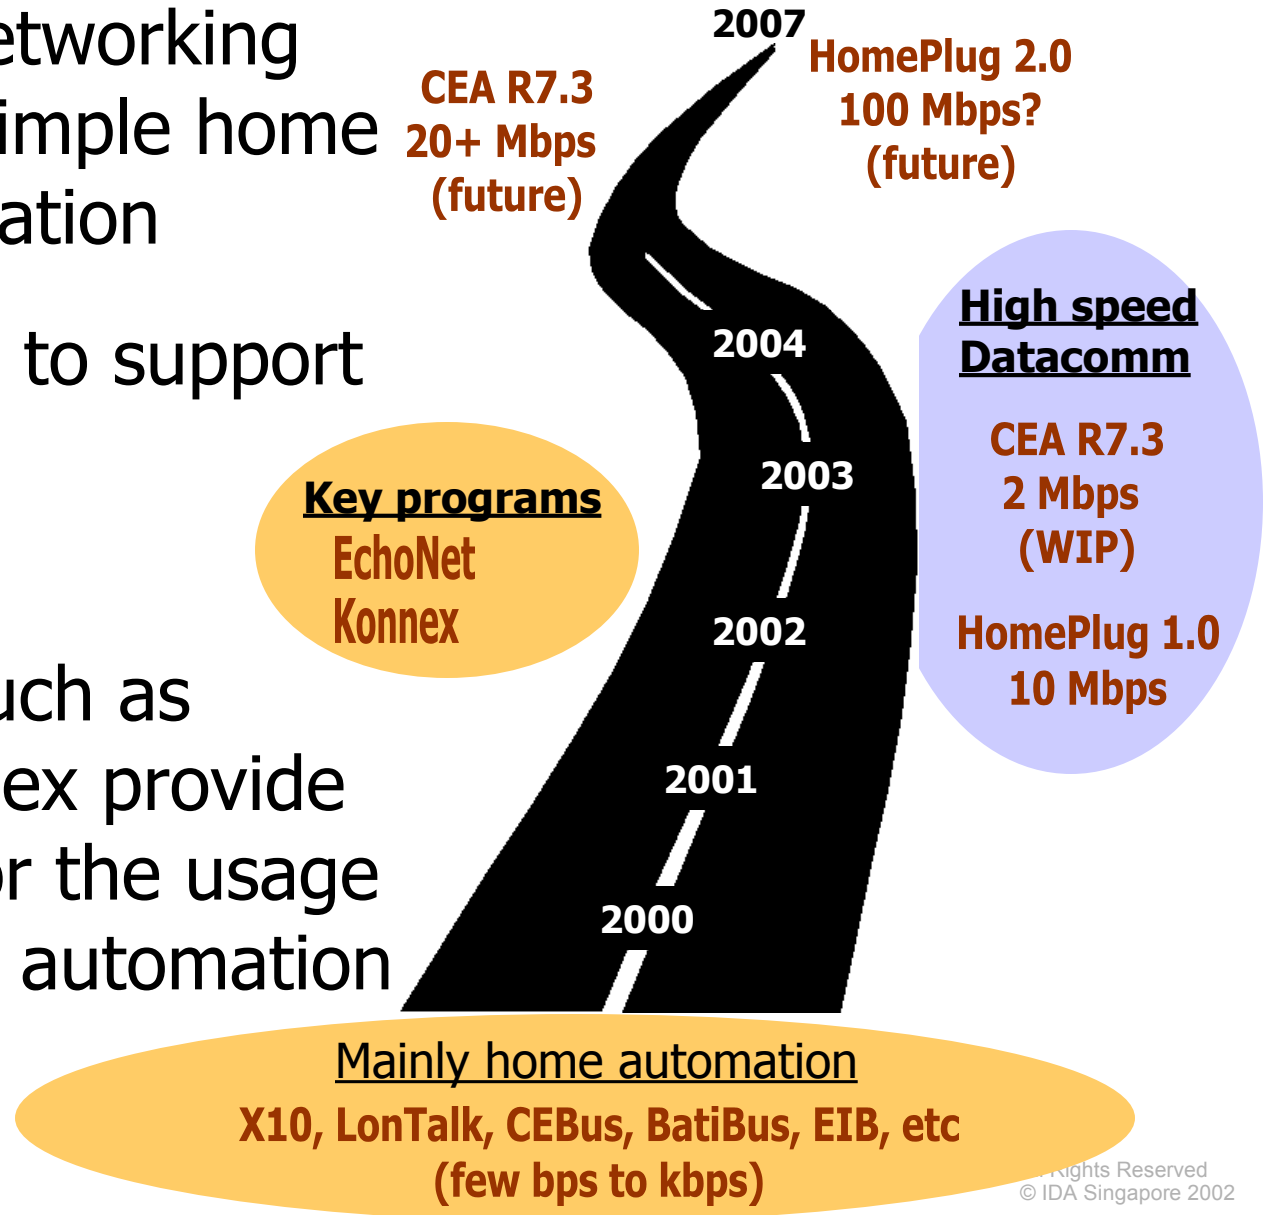 etworking
imple home
ation
to support
uch as
ex provide
or the usage
automation
2007
CEA R7.3
20+ Mbps
(future)
HomePlug 2.0
100 Mbps?
(future)
2004
2003
2002
2001
2000
High speed
Datacomm
CEA R7.3
2 Mbps
(WIP)
HomePlug 1.0
10 Mbps
Key programs
EchoNet
Konnex
Mainly home automation
X10, LonTalk, CEBus, BatiBus, EIB, etc
(few bps to kbps)
Rights Reserved
© IDA Singapore 2002